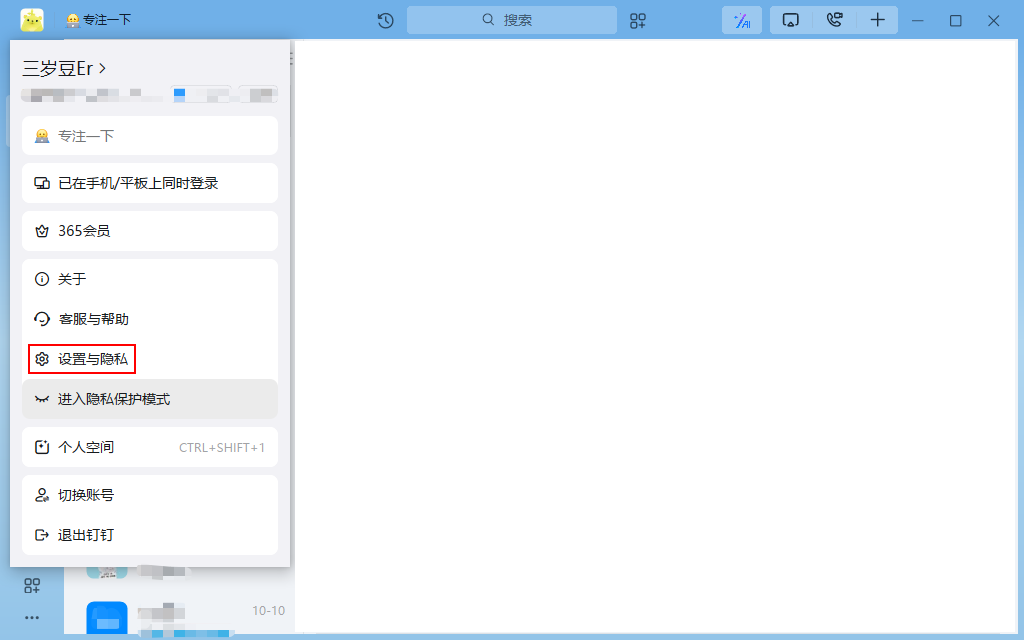 专注一下
搜索
三岁豆Er
专注一下
已在手机/平板上同时登录
365会员
关于
客服与帮助
设置与隐私
进入隐私保护模式
个人空间 CTRL+SHIFT+1
切换账号
退出钉钉
10-10